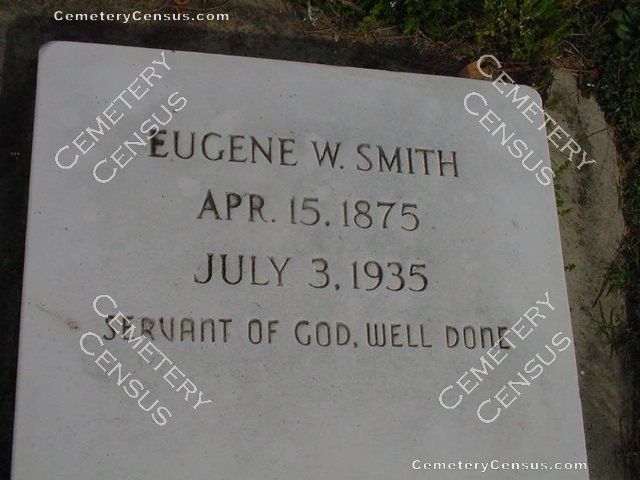 CemeteryCensus.com
CEMETERY CENSUS
CEMETERY CENSUS
EUGENE W. SMITH
APR. 15, 1875
JULY 3, 1935
SERVANT OF GOD, WELL DONE
CEMETERY CENSUS
CEMETERY CENSUS
CemeteryCensus.com